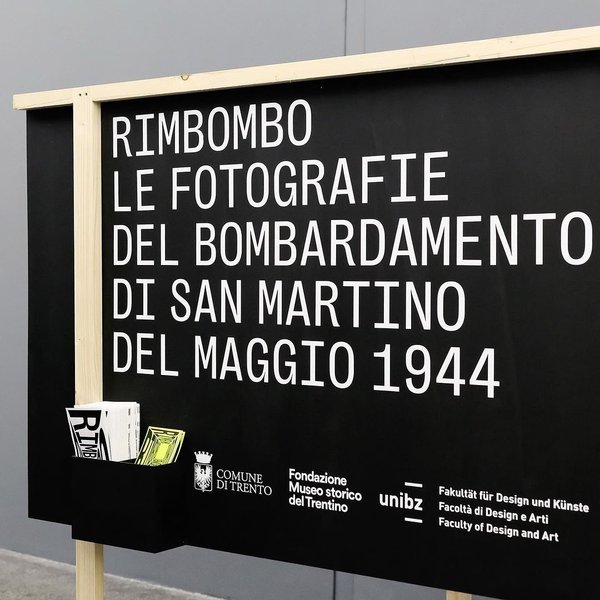 RIMBOMBO
LE FOTOGRAFIE
DEL BOMBARDAMENTO
DI SAN MARTINO
DEL MAGGIO 1944
RIMB
COMUNE
DI TRENTO
Fondazione
Museo storico
del Trentino
unibz
Fakultät für Design und Künste
Facoltà di Design e Arti
Faculty of Design and Art